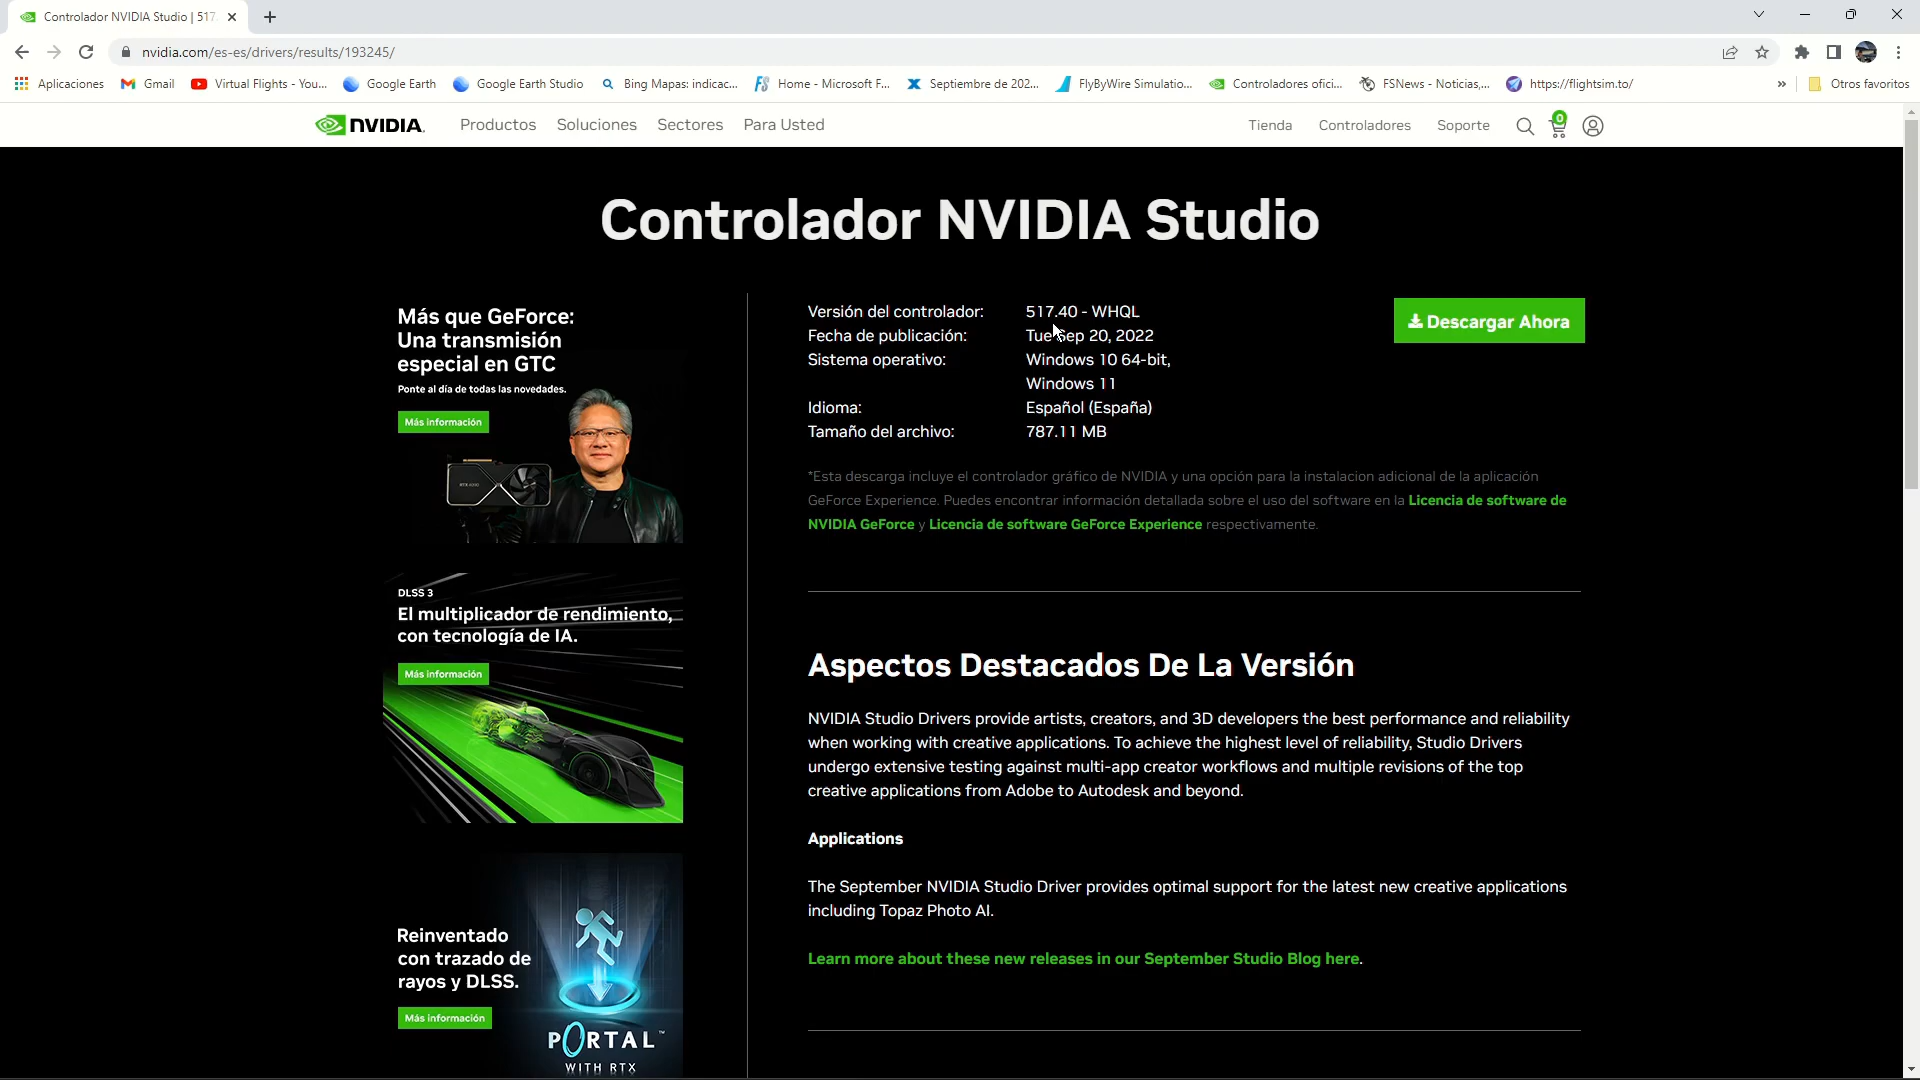 Controlador NVIDIA Studio | 517.
nvidia.com/es-es/drivers/results/193245/
Aplicaciones
Gmail
Virtual Flights - You...
Google Earth
Google Earth Studio
Bing Mapas: indicac...
Home - Microsoft F...
Septiembre de 202...
FlyByWire Simulatio...
Controladores ofici...
FSNews - Noticias,...
https://flightsim.to/
»
Otros favoritos
NVIDIA.
Productos
Soluciones
Sectores
Para Usted
Tienda
Controladores
Soporte
0
Controlador NVIDIA Studio
Más que GeForce:
Una transmisión
especial en GTC
Ponte al día de todas las novedades.
Más información
DLSS 3
El multiplicador de rendimiento,
con tecnología de IA.
Más información
Reinventado
con trazado de
rayos y DLSS.
Más información
PORTAL™
WITH RTX
Versión del controlador: 517.40 - WHQL
Fecha de publicación: Tue Sep 20, 2022
Sistema operativo: Windows 10 64-bit,
Windows 11
Idioma: Español (España)
Tamaño del archivo: 787.11 MB
Descargar Ahora
*Esta descarga incluye el controlador gráfico de NVIDIA y una opción para la instalacion adicional de la aplicación
GeForce Experience. Puedes encontrar información detallada sobre el uso del software en la Licencia de software de
NVIDIA GeForce y Licencia de software GeForce Experience respectivamente.
Aspectos Destacados De La Versión
NVIDIA Studio Drivers provide artists, creators, and 3D developers the best performance and reliability
when working with creative applications. To achieve the highest level of reliability, Studio Drivers
undergo extensive testing against multi-app creator workflows and multiple revisions of the top
creative applications from Adobe to Autodesk and beyond.
Applications
The September NVIDIA Studio Driver provides optimal support for the latest new creative applications
including Topaz Photo AI.
Learn more about these new releases in our September Studio Blog here.